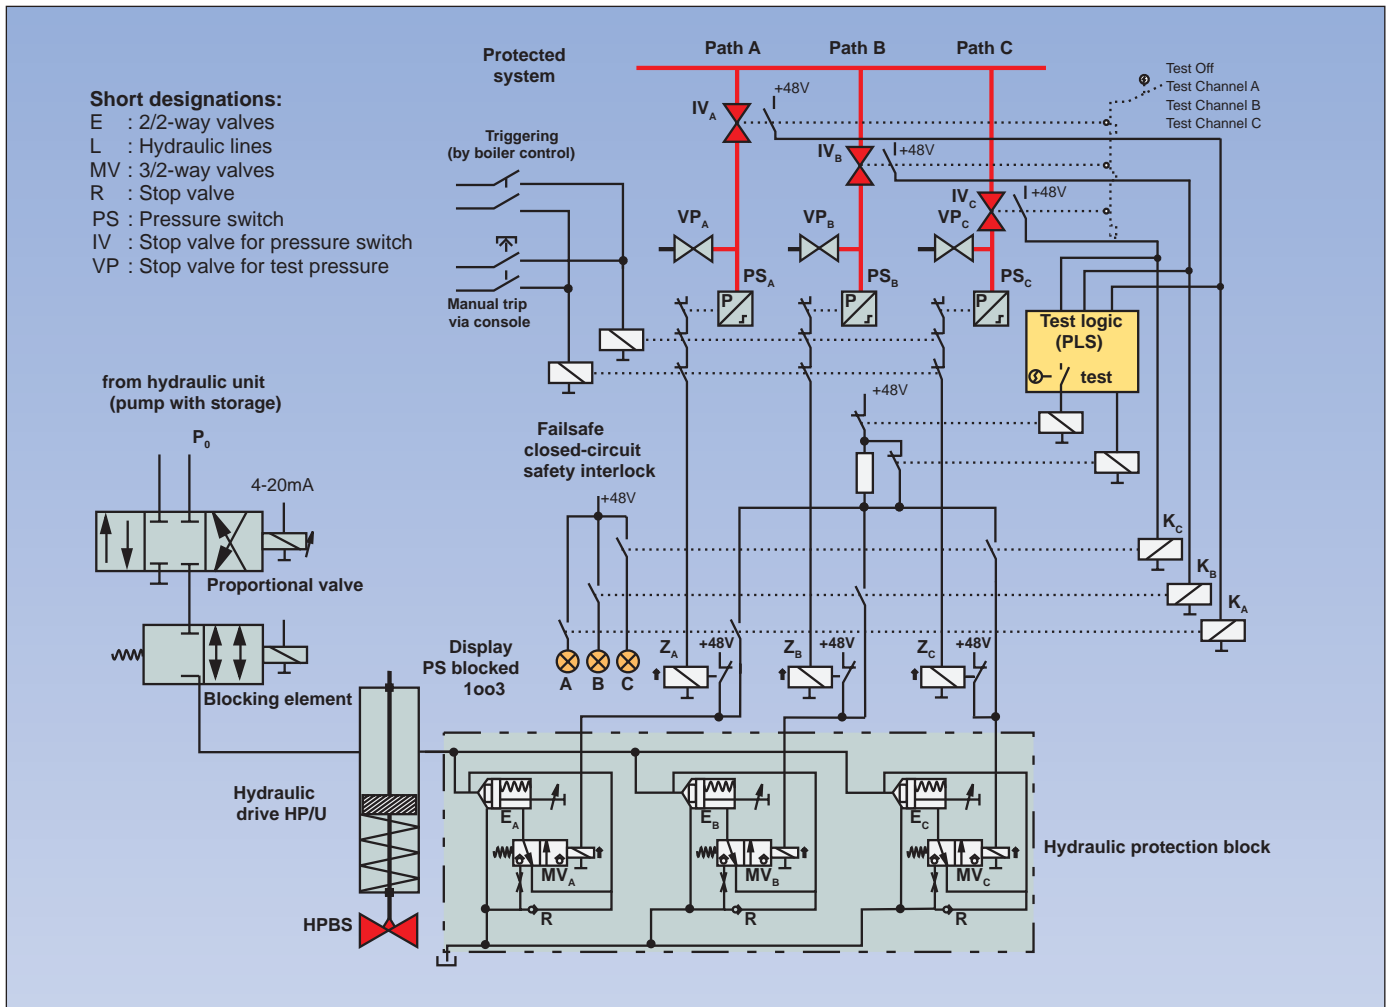 Path A
Path B
Path C
Protected
system
Test Off
Test Channel A
Test Channel B
Test Channel C
Short designations:
E : 2/2-way valves
L : Hydraulic lines
MV : 3/2-way valves
R : Stop valve
PS : Pressure switch
IV : Stop valve for pressure switch
VP : Stop valve for test pressure
+48V
IVA
Triggering
(by boiler control)
IVB
+48V
+48V
IVC
VPA
VPB
VPC
PSA
PSB
PSC
P
P
P
Manual trip
via console
Test logic
(PLS)
test
from hydraulic unit
(pump with storage)
P0
+48V
Failsafe
closed-circuit
safety interlock
4-20mA
+48V
KC
Proportional valve
KB
KA
Display
PS blocked
1oo3
A
B
C
ZA
+48V
ZB
+48V
ZC
+48V
Blocking element
Hydraulic
drive HP/U
EA
EB
EC
Hydraulic protection block
MVA
MVB
MVC
R
R
R
HPBS